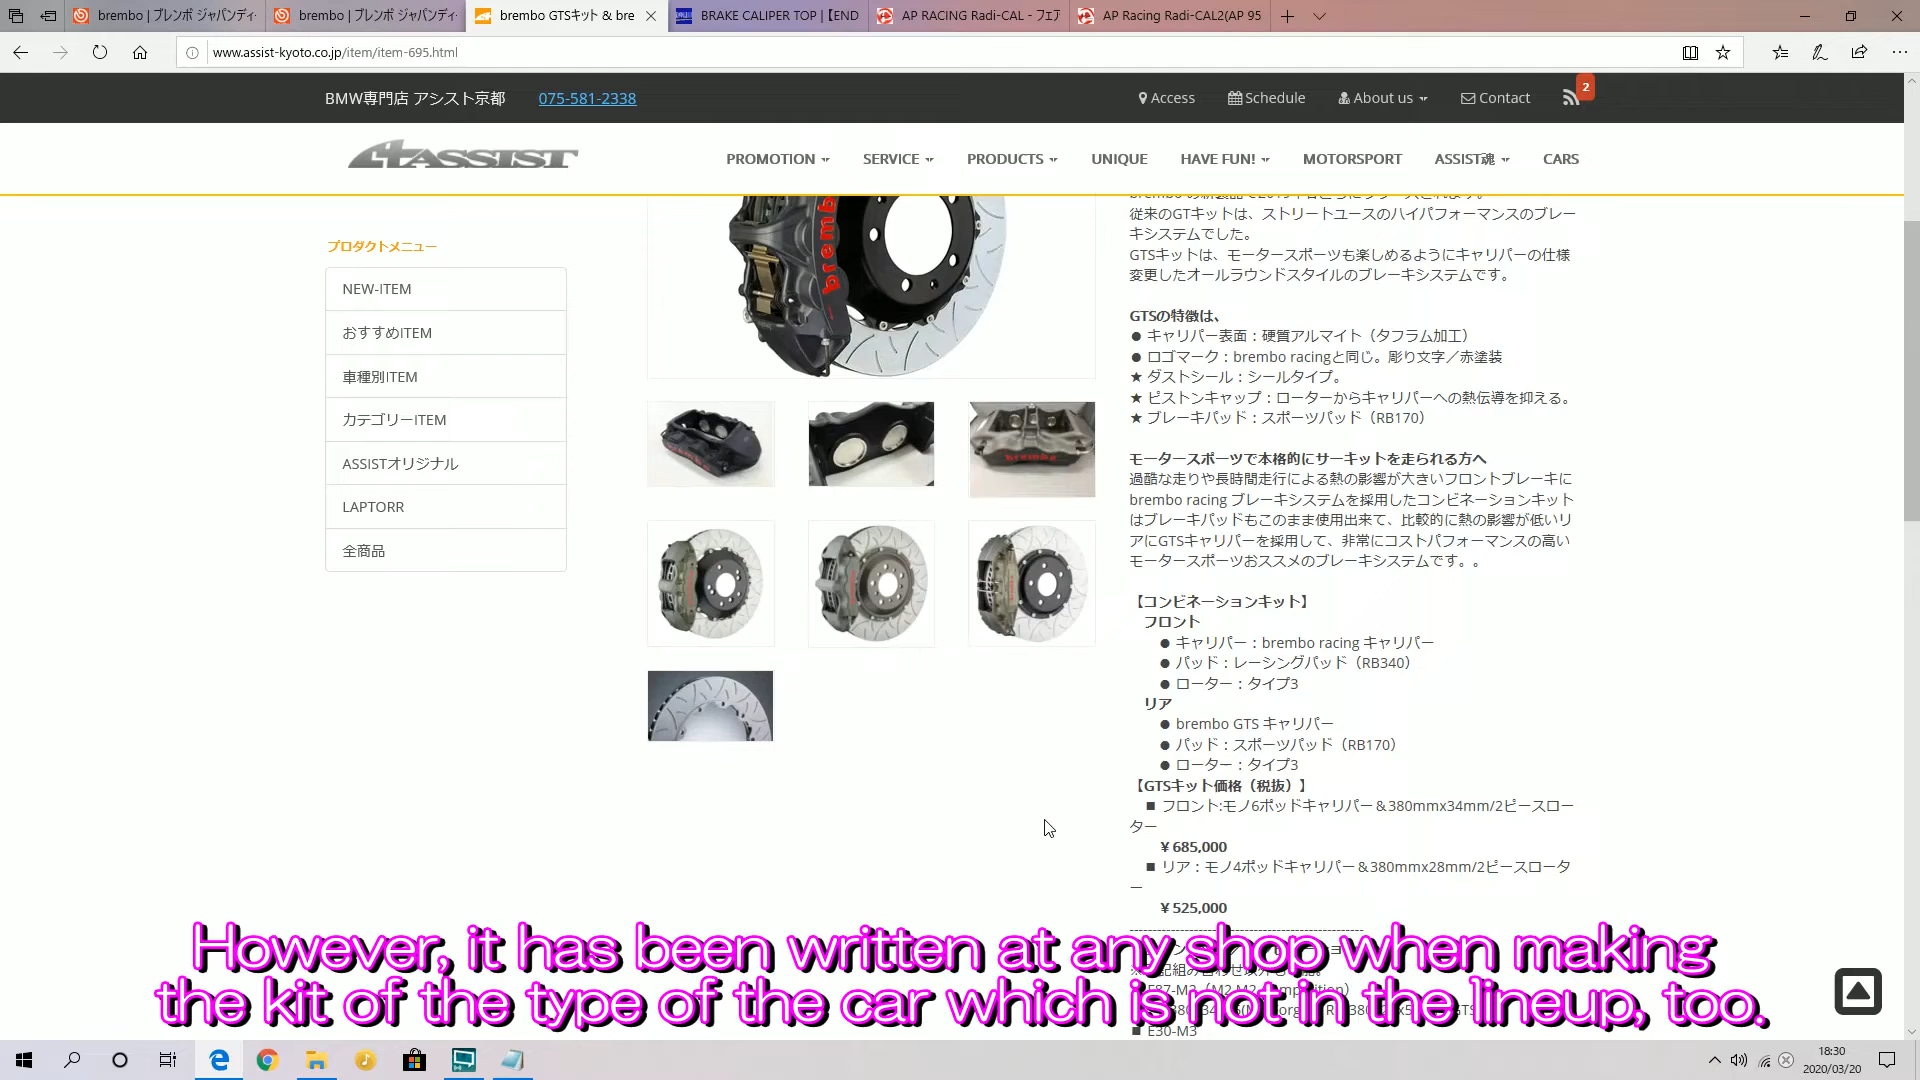 brembo | ブレンボ ジャパンディ
brembo | ブレンボ ジャパンディ
brembo GTSキット & bre
BRAKE CALIPER TOP | 【END
AP RACING Radi-CAL - フェア
AP Racing Radi-CAL2(AP 95
www.assist-kyoto.co.jp/item/item-695.html
BMW専門店 アシスト京都
075-581-2338
Access
Schedule
About us
Contact
2
ASSIST
PROMOTION
SERVICE
PRODUCTS
UNIQUE
HAVE FUN!
MOTORSPORT
ASSIST魂
CARS
プロダクトメニュー
NEW-ITEM
おすすめITEM
車種別ITEM
カテゴリーITEM
ASSISTオリジナル
LAPTORR
全商品
brembo
従来のGTキットは、ストリートユースのハイパフォーマンスのブレー
キシステムでした。
GTSキットは、モータースポーツも楽しめるようにキャリパーの仕様
変更したオールラウンドスタイルのブレーキシステムです。
GTSの特徴は、
● キャリパー表面：硬質アルマイト（タフラム加工）
● ロゴマーク：brembo racingと同じ。彫り文字／赤塗装
★ ダストシール：シールタイプ。
★ ピストンキャップ：ローターからキャリパーへの熱伝導を抑える。
★ ブレーキパッド：スポーツパッド（RB170）
モータースポーツで本格的にサーキットを走られる方へ
過酷な走りや長時間走行による熱の影響が大きいフロントブレーキに
brembo racing ブレーキシステムを採用したコンビネーションキット
はブレーキパッドもこのまま使用出来て、比較的に熱の影響が低いリ
アにGTSキャリパーを採用して、非常にコストパフォーマンスの高い
モータースポーツおススメのブレーキシステムです。。
【コンビネーションキット】
フロント
● キャリパー：brembo racing キャリパー
● パッド：レーシングパッド（RB340）
● ローター：タイプ3
リア
● brembo GTS キャリパー
● パッド：スポーツパッド（RB170）
● ローター：タイプ3
【GTSキット価格（税抜）】
■ フロント:モノ6ポッドキャリパー＆380mmx34mm/2ピースロー
ター
¥ 685,000
■ リア：モノ4ポッドキャリパー＆380mmx28mm/2ピースロータ
ー
¥ 525,000
■ E30-M3
However, it has been written at any shop when making
the kit of the type of the car which is not in the lineup, too.
18:30
2020/03/20